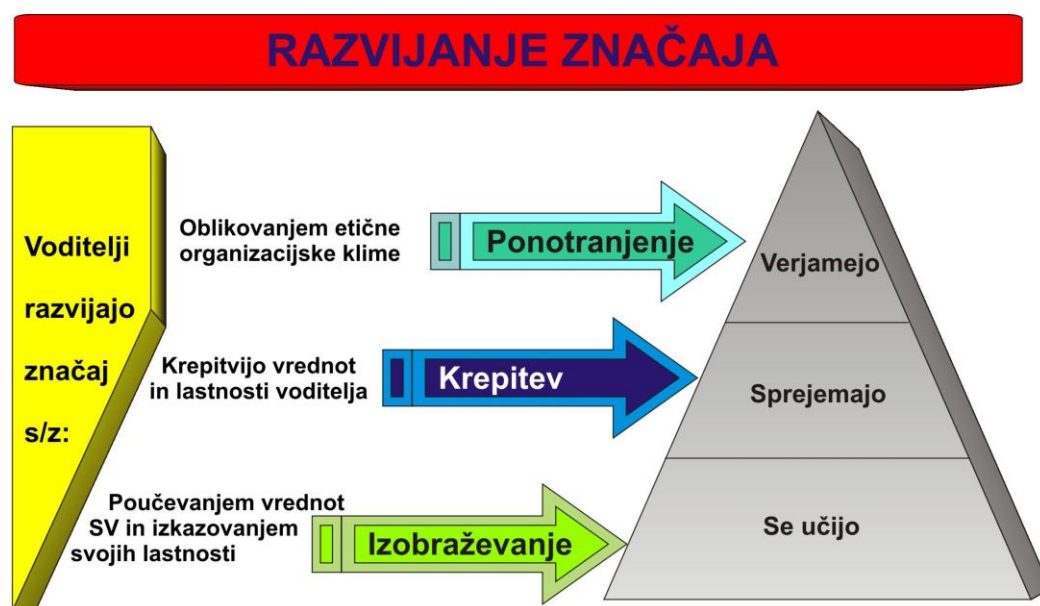 RAZVIJANJE ZNAČAJA
Voditelji
razvijajo
značaj
s/z:
Oblikovanjem etične
organizacijske klime
Ponotranjenje
Verjamejo
Krepitvijo vrednot
in lastnosti voditelja
Krepitev
Sprejemajo
Poučevanjem vrednot
SV in izkazovanjem
svojih lastnosti
Izobraževanje
Se učijo